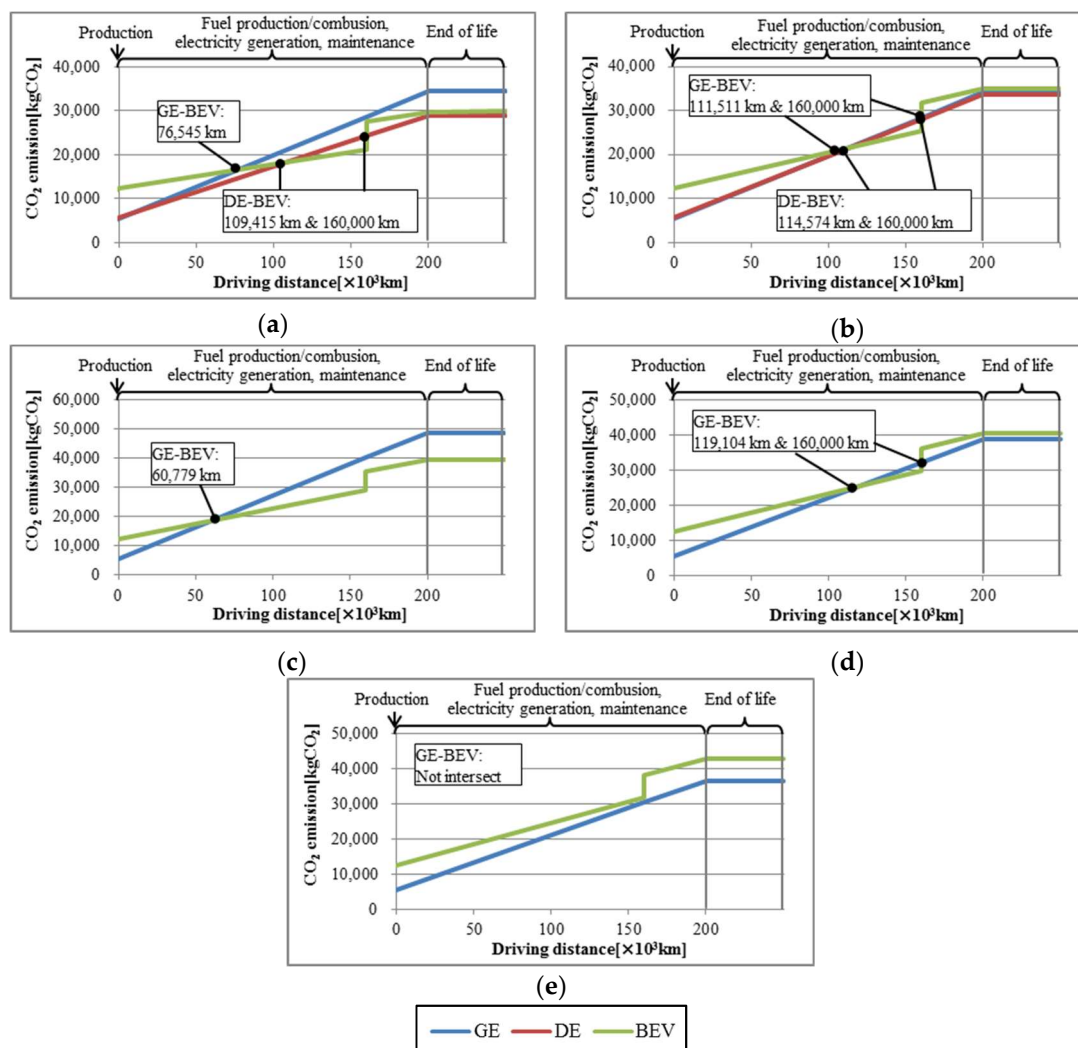 Fuel production/combusion,
Production electricity generation, maintenance End of life
40,000
30,000
20,000
10,000
0
CO2 emission[kgCO2]
GE-BEV:
76,545 km
DE-BEV:
109,415 km & 160,000 km
0 50 100 150 200
Driving distance[×10³km]
(a)
Fuel production/combusion,
Production electricity generation, maintenance End of life
40,000
30,000
20,000
10,000
0
CO2 emission[kgCO2]
GE-BEV:
111,511 km & 160,000 km
DE-BEV:
114,574 km & 160,000 km
0 50 100 150 200
Driving distance[×10³km]
(b)
Fuel production/combusion,
Production electricity generation, maintenance End of life
60,000
50,000
40,000
30,000
20,000
10,000
0
CO2 emission[kgCO2]
GE-BEV:
60,779 km
0 50 100 150 200
Driving distance[×10³km]
(c)
Fuel production/combusion,
Production electricity generation, maintenance End of life
50,000
40,000
30,000
20,000
10,000
0
CO2 emission[kgCO2]
GE-BEV:
119,104 km & 160,000 km
0 50 100 150 200
Driving distance[×10³km]
(d)
Fuel production/combusion,
Production electricity generation, maintenance End of life
50,000
40,000
30,000
20,000
10,000
0
CO2 emission[kgCO2]
GE-BEV:
Not intersect
0 50 100 150 200
Driving distance[×10³km]
(e)
GE DE BEV